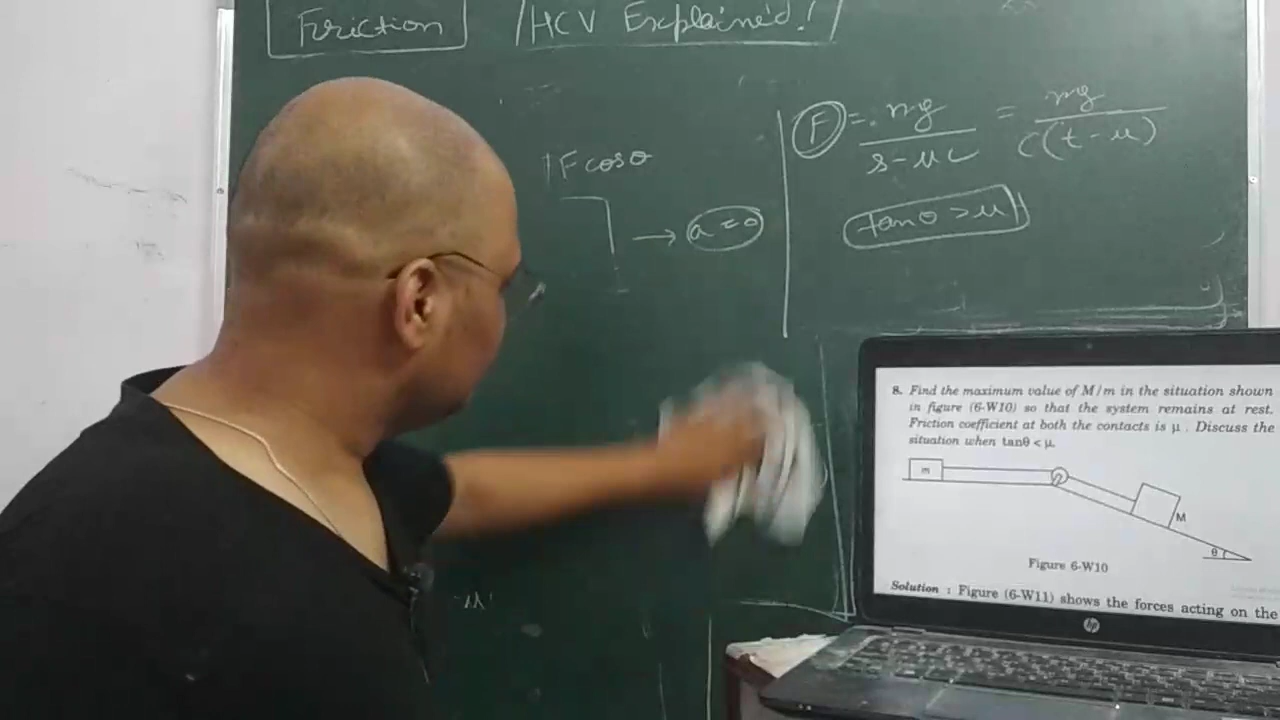 Friction
HCV Explained!
F cosθ
→ a = 0
F = mg / s - μc = mg / c(t - μ)
tanθ > μ
8. Find the maximum value of M/m in the situation shown
in figure (6-W10) so that the system remains at rest.
Friction coefficient at both the contacts is μ . Discuss the
situation when tanθ < μ.
m
M
θ
Figure 6-W10
Solution : Figure (6-W11) shows the forces acting on the
hp